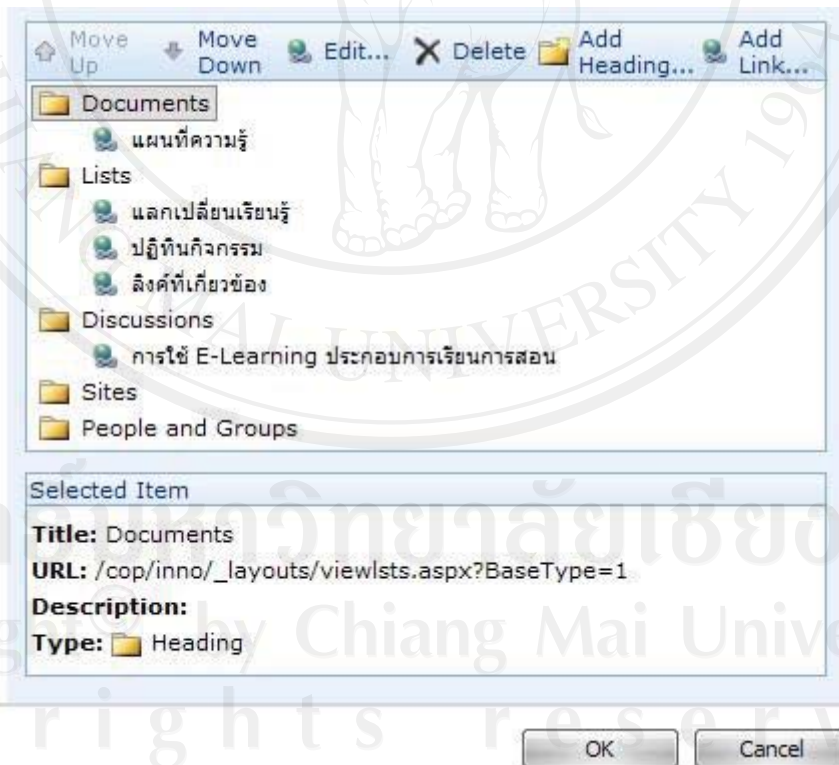 Move Up Move Down Edit... Delete Add Heading... Add Link...
Documents
แผนที่ความรู้
Lists
แลกเปลี่ยนเรียนรู้
ปฏิทินกิจกรรม
ลิงค์ที่เกี่ยวข้อง
Discussions
การใช้ E-Learning ประกอบการเรียนการสอน
Sites
People and Groups
Selected Item
Title: Documents
URL: /cop/inno/_layouts/viewlsts.aspx?BaseType=1
Description:
Type: Heading
OK Cancel